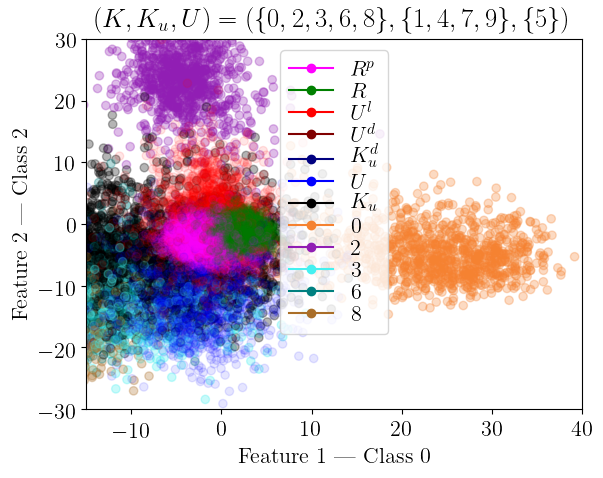 (K, K_u, U) = ({0, 2, 3, 6, 8}, {1, 4, 7, 9}, {5})
30
20
10
0
−10
−20
−30
Feature 2 — Class 2
R^p
R
U^l
U^d
K_u^d
U
K_u
0
2
3
6
8
−10
0
10
20
30
40
Feature 1 — Class 0